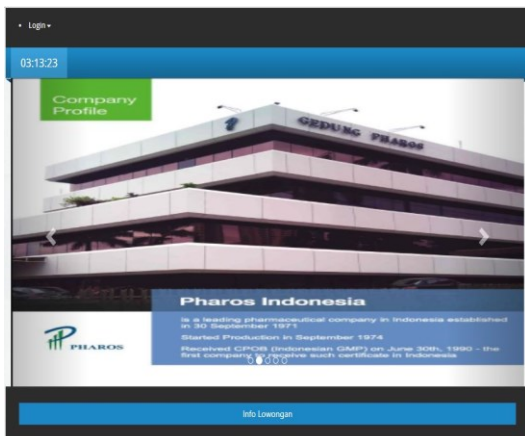 Login
03:13:23
Company
Profile
GEDUNG PHAROS
Pharos Indonesia
is a leading pharmaceutical company in Indonesia established
in 30 September 1971
Started Production in September 1974
Received CPOB (Indonesian GMP) on June 30th, 1990 - the
first company to receive such certificate in Indonesia
PHAROS
Info Lowongan